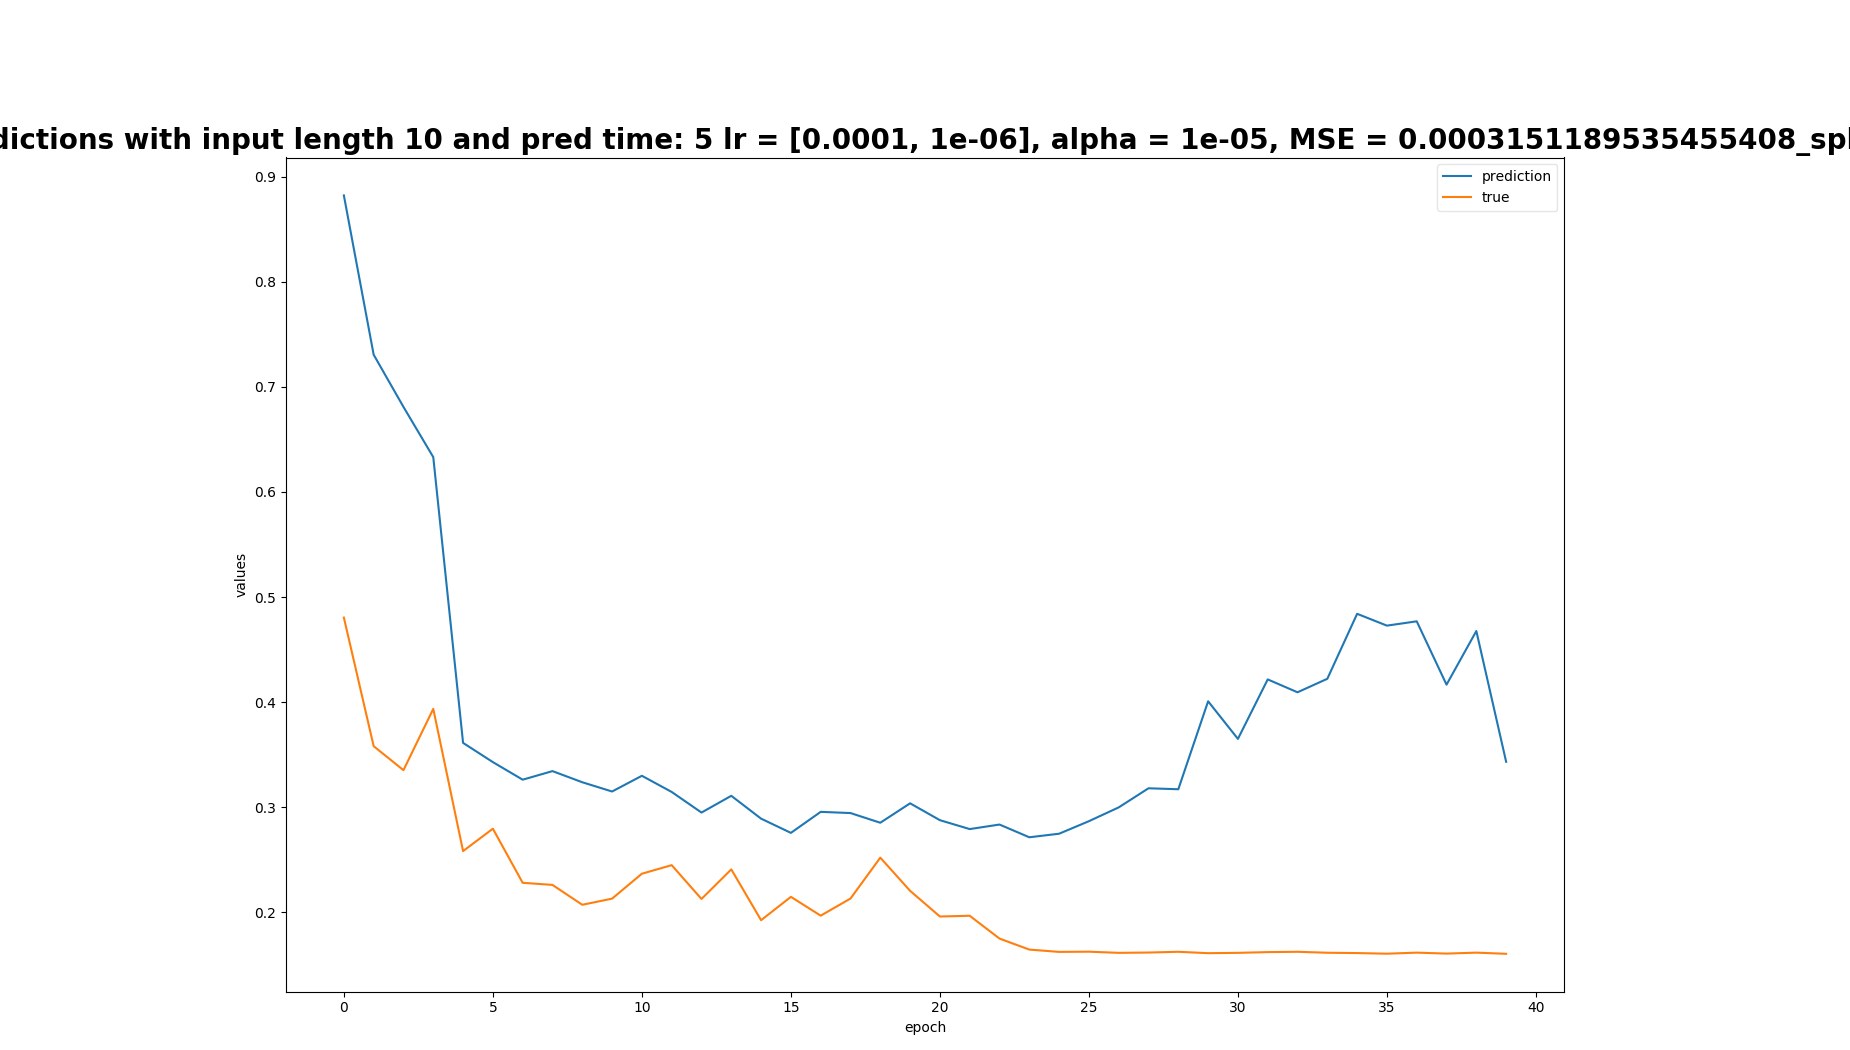 dictions with input length 10 and pred time: 5 lr = [0.0001, 1e-06], alpha = 1e-05, MSE = 0.0003151189535455408_spl
prediction
true
0.9
0.8
0.7
0.6
0.5
0.4
0.3
0.2
values
0 5 10 15 20 25 30 35 40
epoch